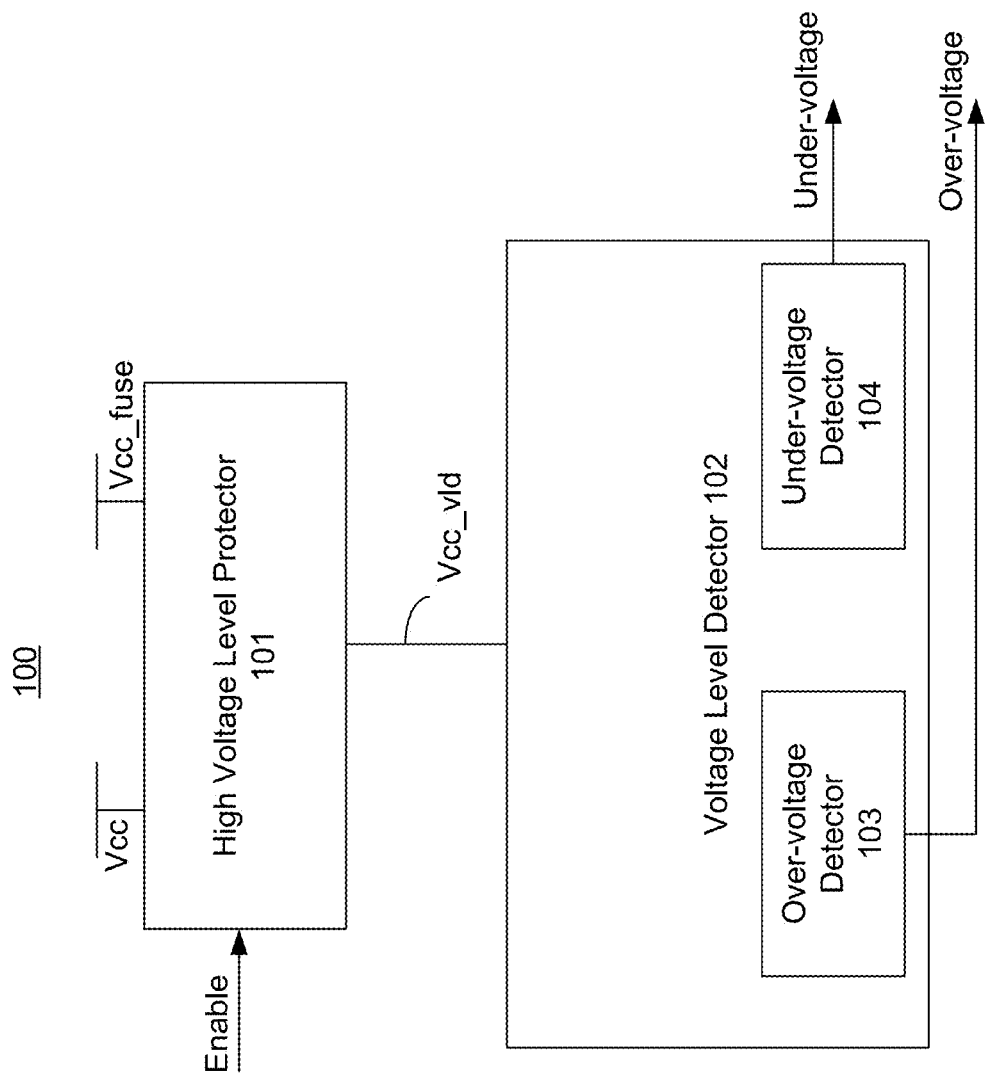 100
Vcc
Vcc_fuse
Enable
High Voltage Level Protector
101
Vcc_vld
Voltage Level Detector 102
Over-voltage
Detector
103
Under-voltage
Detector
104
Under-voltage
Over-voltage